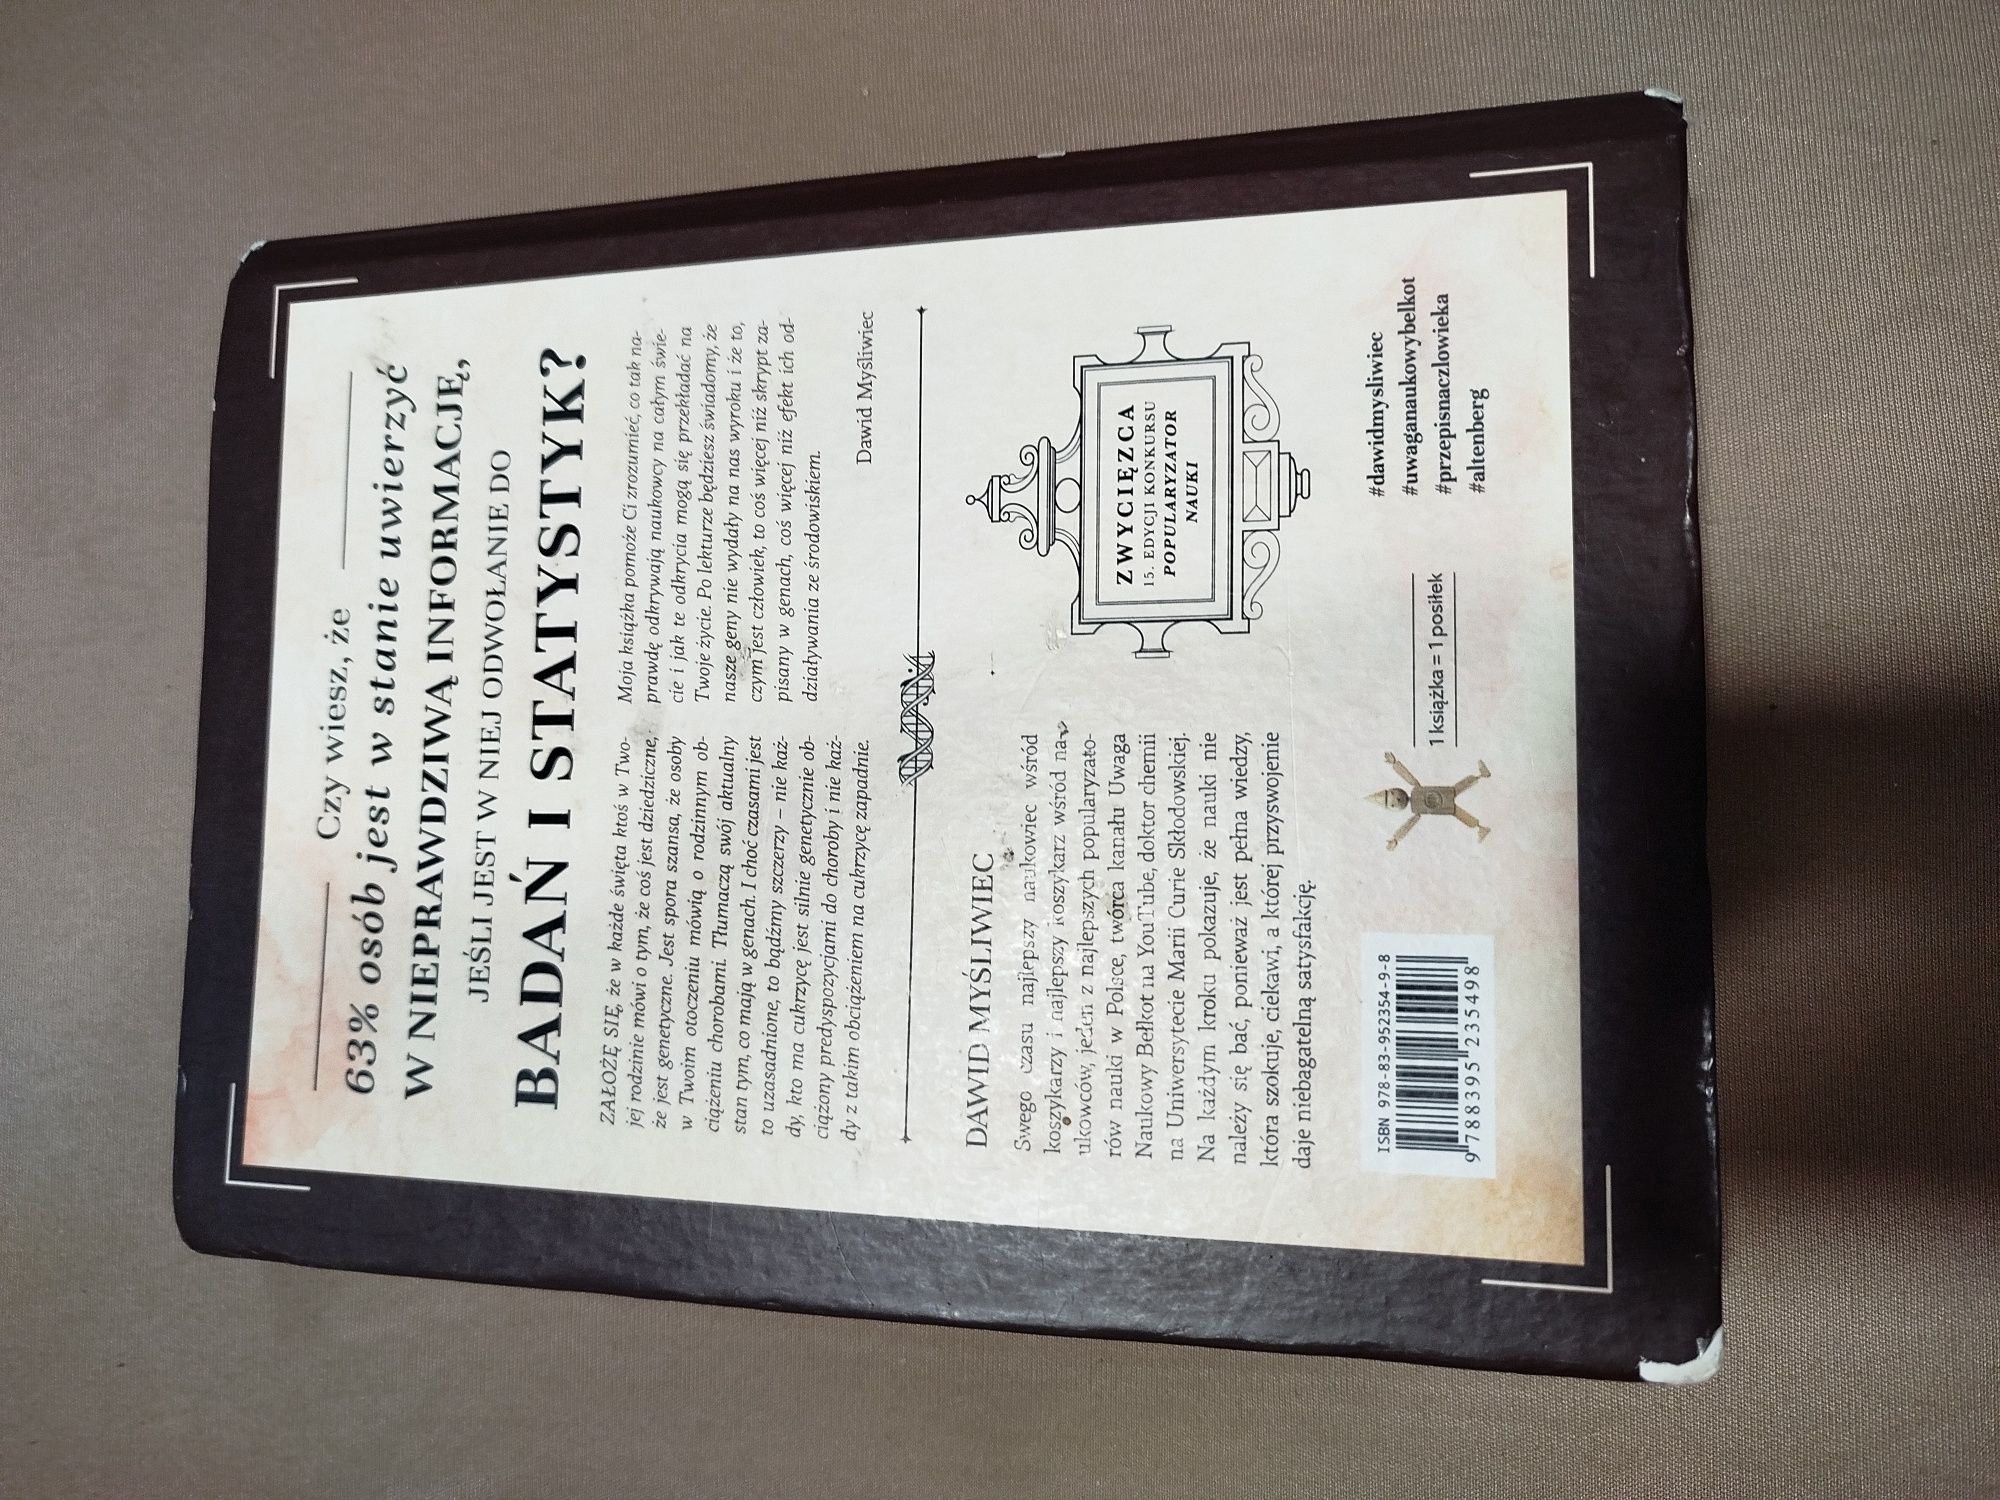 Czy wiesz, że
63% osób jest w stanie uwierzyć
W NIEPRAWDZIWĄ INFORMACJĘ,
JEŚLI JEST W NIEJ ODWOŁANIE DO
BADAŃ I STATYSTYK?
ZAŁOŻĘ SIĘ, że w każde święta ktoś w Two-
jej rodzinie mówi o tym, że coś jest dziedziczne,
że jest genetyczne. Jest spora szansa, że osoby
w Twoim otoczeniu mówią o rodzinnym ob-
ciążeniu chorobami. Tłumaczą swój aktualny
stan tym, co mają w genach. I choć czasami jest
to uzasadnione, to bądźmy szczerzy – nie każ-
dy, kto ma cukrzycę jest silnie genetycznie ob-
ciążony predyspozycjami do choroby i nie każ-
dy z takim obciążeniem na cukrzycę zapadnie.
Moja książka pomoże Ci zrozumieć, co tak na-
prawdę odkrywają naukowcy na całym świe-
cie i jak te odkrycia mogą się przekładać na
Twoje życie. Po lekturze będziesz świadomy, że
nasze geny nie wydały na nas wyroku i że to,
czym jest człowiek, to coś więcej niż skrypt za-
pisany w genach, coś więcej niż efekt ich od-
działywania ze środowiskiem.
Dawid Myśliwiec
DAWID MYŚLIWIEC
Swego czasu najlepszy naukowiec wśród
koszykarzy i najlepszy koszykarz wśród na-
ukowców, jeden z najlepszych popularyzato-
rów nauki w Polsce, twórca kanału Uwaga
Naukowy Bełkot na YouTube, doktor chemii
na Uniwersytecie Marii Curie Skłodowskiej.
Na każdym kroku pokazuje, że nauki nie
należy się bać, ponieważ jest pełna wiedzy,
która szokuje, ciekawi, a której przyswojenie
daje niebagatelną satysfakcję.
ZWYCIĘZCA
15. EDYCJI KONKURSU
POPULARYZATOR
NAUKI
ISBN 978-83-952354-9-8
9 788395 235498
1 książka = 1 posiłek
#dawidmysliwiec
#uwaganaukowybelkot
#przepisnaczlowieka
#altenberg